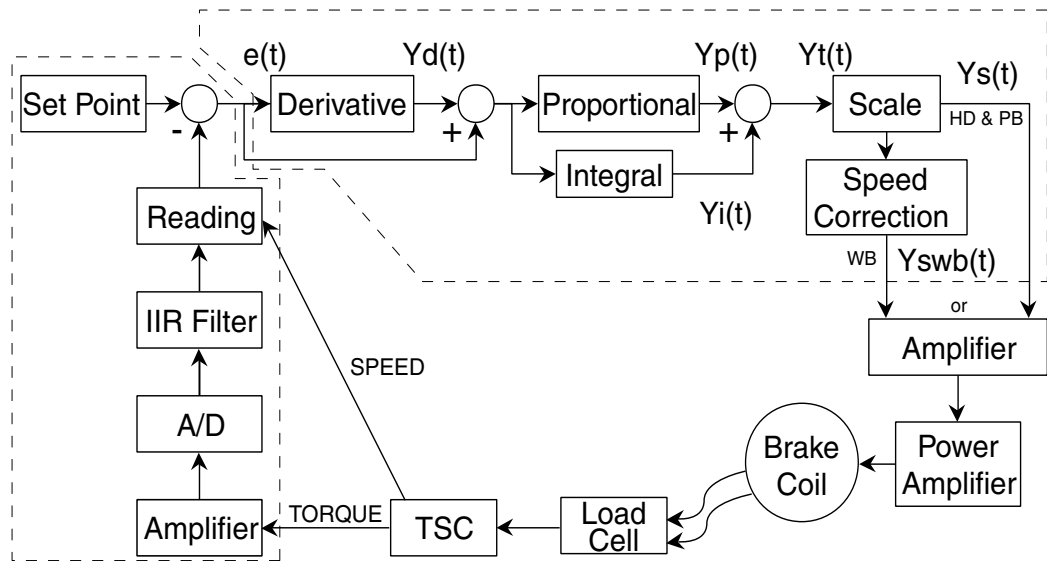 e(t)
Yd(t)
Yp(t)
Yt(t)
Ys(t)
Set Point
-
Derivative
+
Proportional
+
Scale
HD & PB
Integral
Yi(t)
Speed
Correction
WB
Yswb(t)
or
Reading
IIR Filter
SPEED
A/D
Amplifier
Power
Amplifier
Brake
Coil
Load
Cell
TSC
TORQUE
Amplifier